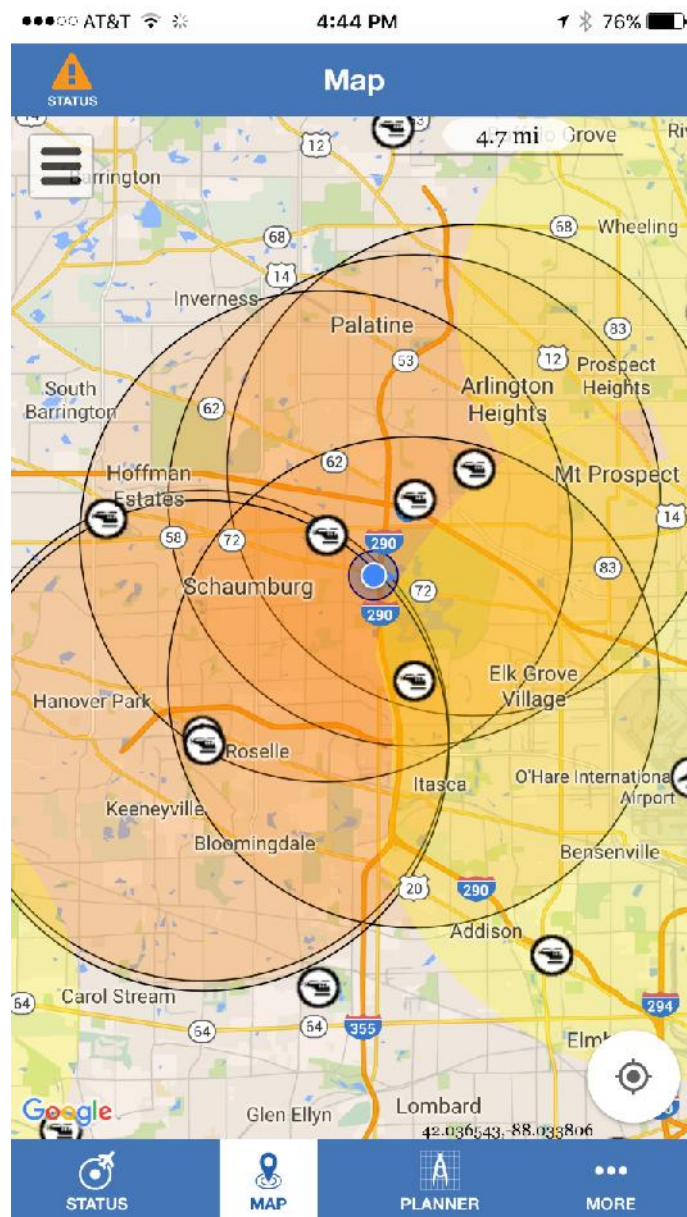 AT&T 4:44 PM 76%
STATUS Map
12
4.7 mi
Grove
Barrington
68
68
Wheeling
14
Inverness
Palatine
83
53
12
Prospect
Heights
South
Barrington
Arlington
Heights
62
62
Hoffman
Estates
Mt Prospect
14
58
72
290
83
Schaumburg
72
290
Hanover Park
Elk Grove
Village
Roselle
Itasca
O'Hare International
Airport
Keeneyville
Bloomingdale
Bensenville
20
290
Addison
64
Carol Stream
64
64
355
294
Google
Glen Ellyn
Lombard
42.036543,-88.033806
STATUS MAP PLANNER MORE